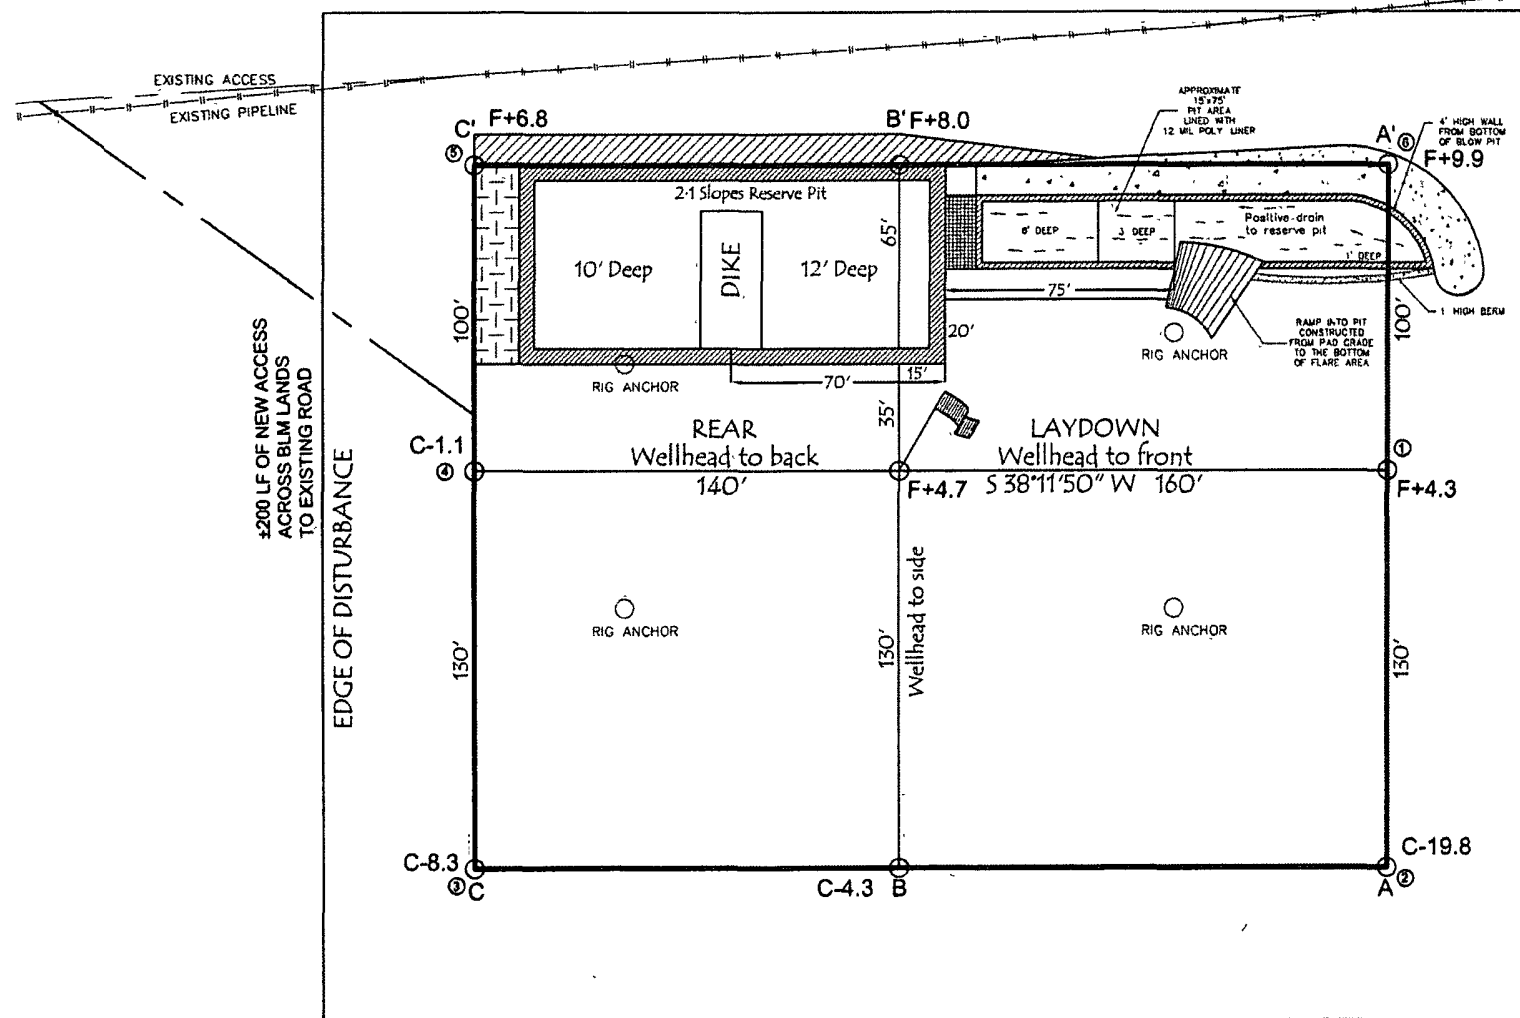 EXISTING ACCESS
EXISTING PIPELINE
C' F+6.8
⑤
B' F+8.0
APPROXIMATE
15'x75'
PIT AREA
LINED WITH
12 MIL POLY LINER
4' HIGH WALL
FROM BOTTOM
OF BLOW PIT
A' ⑥
F+9.9
2:1 Slopes Reserve Pit
10' Deep
DIKE
12' Deep
65'
6' DEEP
3' DEEP
Positive-drain
to reserve pit
1' DEEP
75'
100'
20'
RIG ANCHOR
RAMP INTO PIT
CONSTRUCTED
FROM PAD GRADE
TO THE BOTTOM
OF FLARE AREA
1' HIGH BERM
100'
RIG ANCHOR
70'
15'
35'
±200 LF OF NEW ACCESS
ACROSS BLM LANDS
TO EXISTING ROAD
EDGE OF DISTURBANCE
C-1.1
④
REAR
Wellhead to back
140'
LAYDOWN
Wellhead to front
S 38°11'50" W 160'
F+4.7
①
F+4.3
130'
RIG ANCHOR
130'
Wellhead to side
RIG ANCHOR
130'
C-8.3
③ C
C-4.3 B
C-19.8
A ②